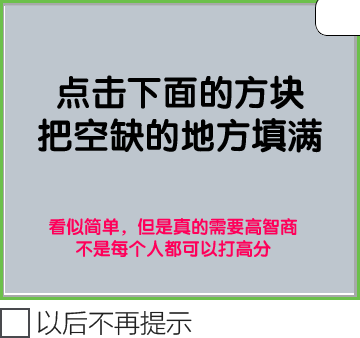 点击下面的方块
把空缺的地方填满
看似简单，但是真的需要高智商
不是每个人都可以打高分
以后不再提示